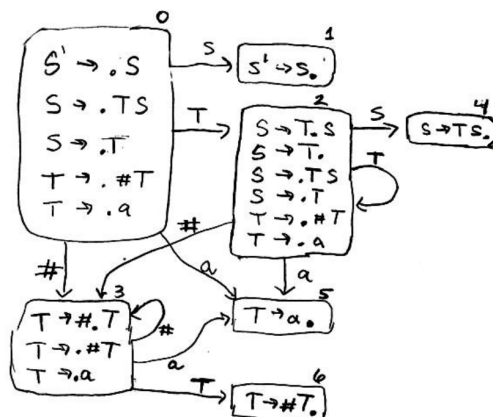 0
S' → .S
S → .TS
S → .T
T → .#T
T → .a
S
1
S' → S.
T
2
S → T.S
S → T.
S → .TS
S → .T
T → .#T
T → .a
S
4
S → TS.
T
#
#
a
a
3
T → #.T
T → .#T
T → .a
#
a
5
T → a.
T
6
T → #T.